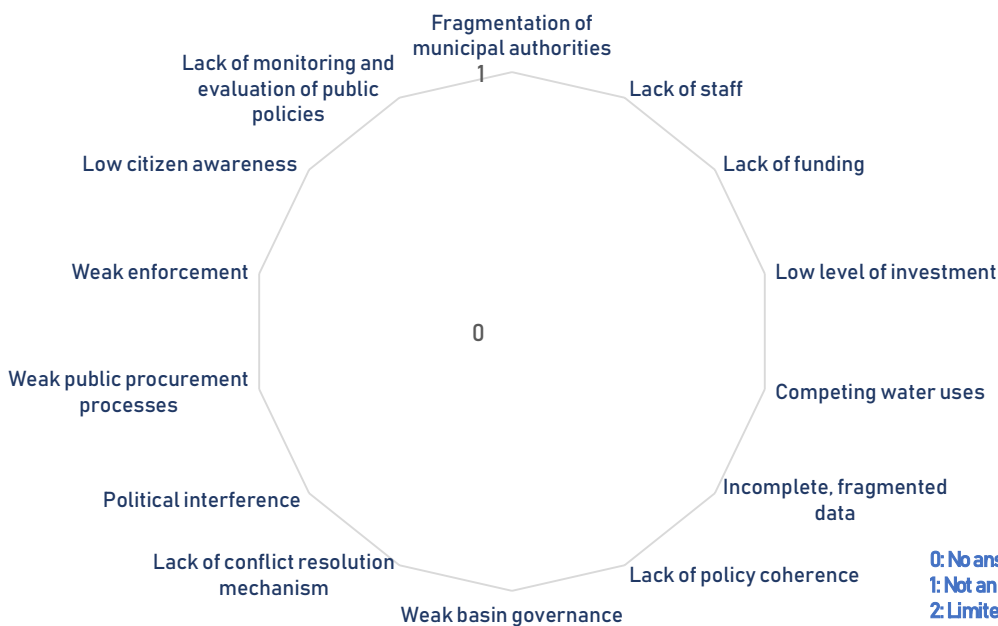 Fragmentation of
municipal authorities
1
Lack of monitoring and
evaluation of public
policies
Lack of staff
Low citizen awareness
Lack of funding
Weak enforcement
Low level of investment
0
Weak public procurement
processes
Competing water uses
Political interference
Incomplete, fragmented
data
Lack of conflict resolution
mechanism
Lack of policy coherence
Weak basin governance
0: No
1: Not an
2: